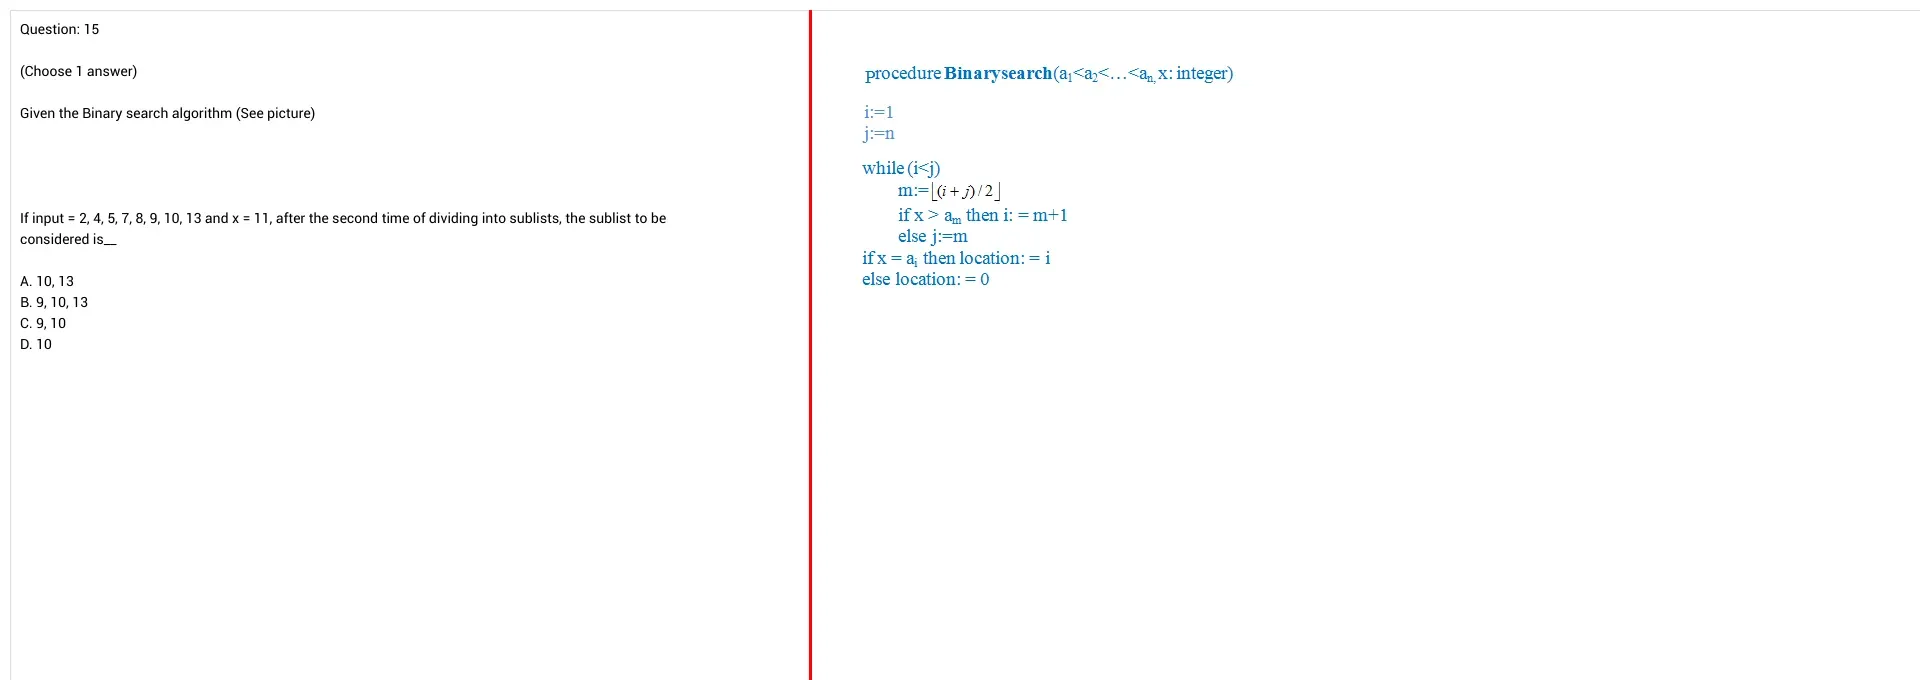 Question: 15
(Choose 1 answer)
Given the Binary search algorithm (See picture)
If input = 2, 4, 5, 7, 8, 9, 10, 13 and x = 11, after the second time of dividing into sublists, the sublist to be
considered is__
A. 10, 13
B. 9, 10, 13
C. 9, 10
D. 10
procedure Binarysearch(a₁<a₂<…<aₙ, x: integer)
i:=1
j:=n
while (i<j)
m:=⌊(i + j)/2⌋
if x > aₘ then i: = m+1
else j:=m
if x = aᵢ then location: = i
else location: = 0